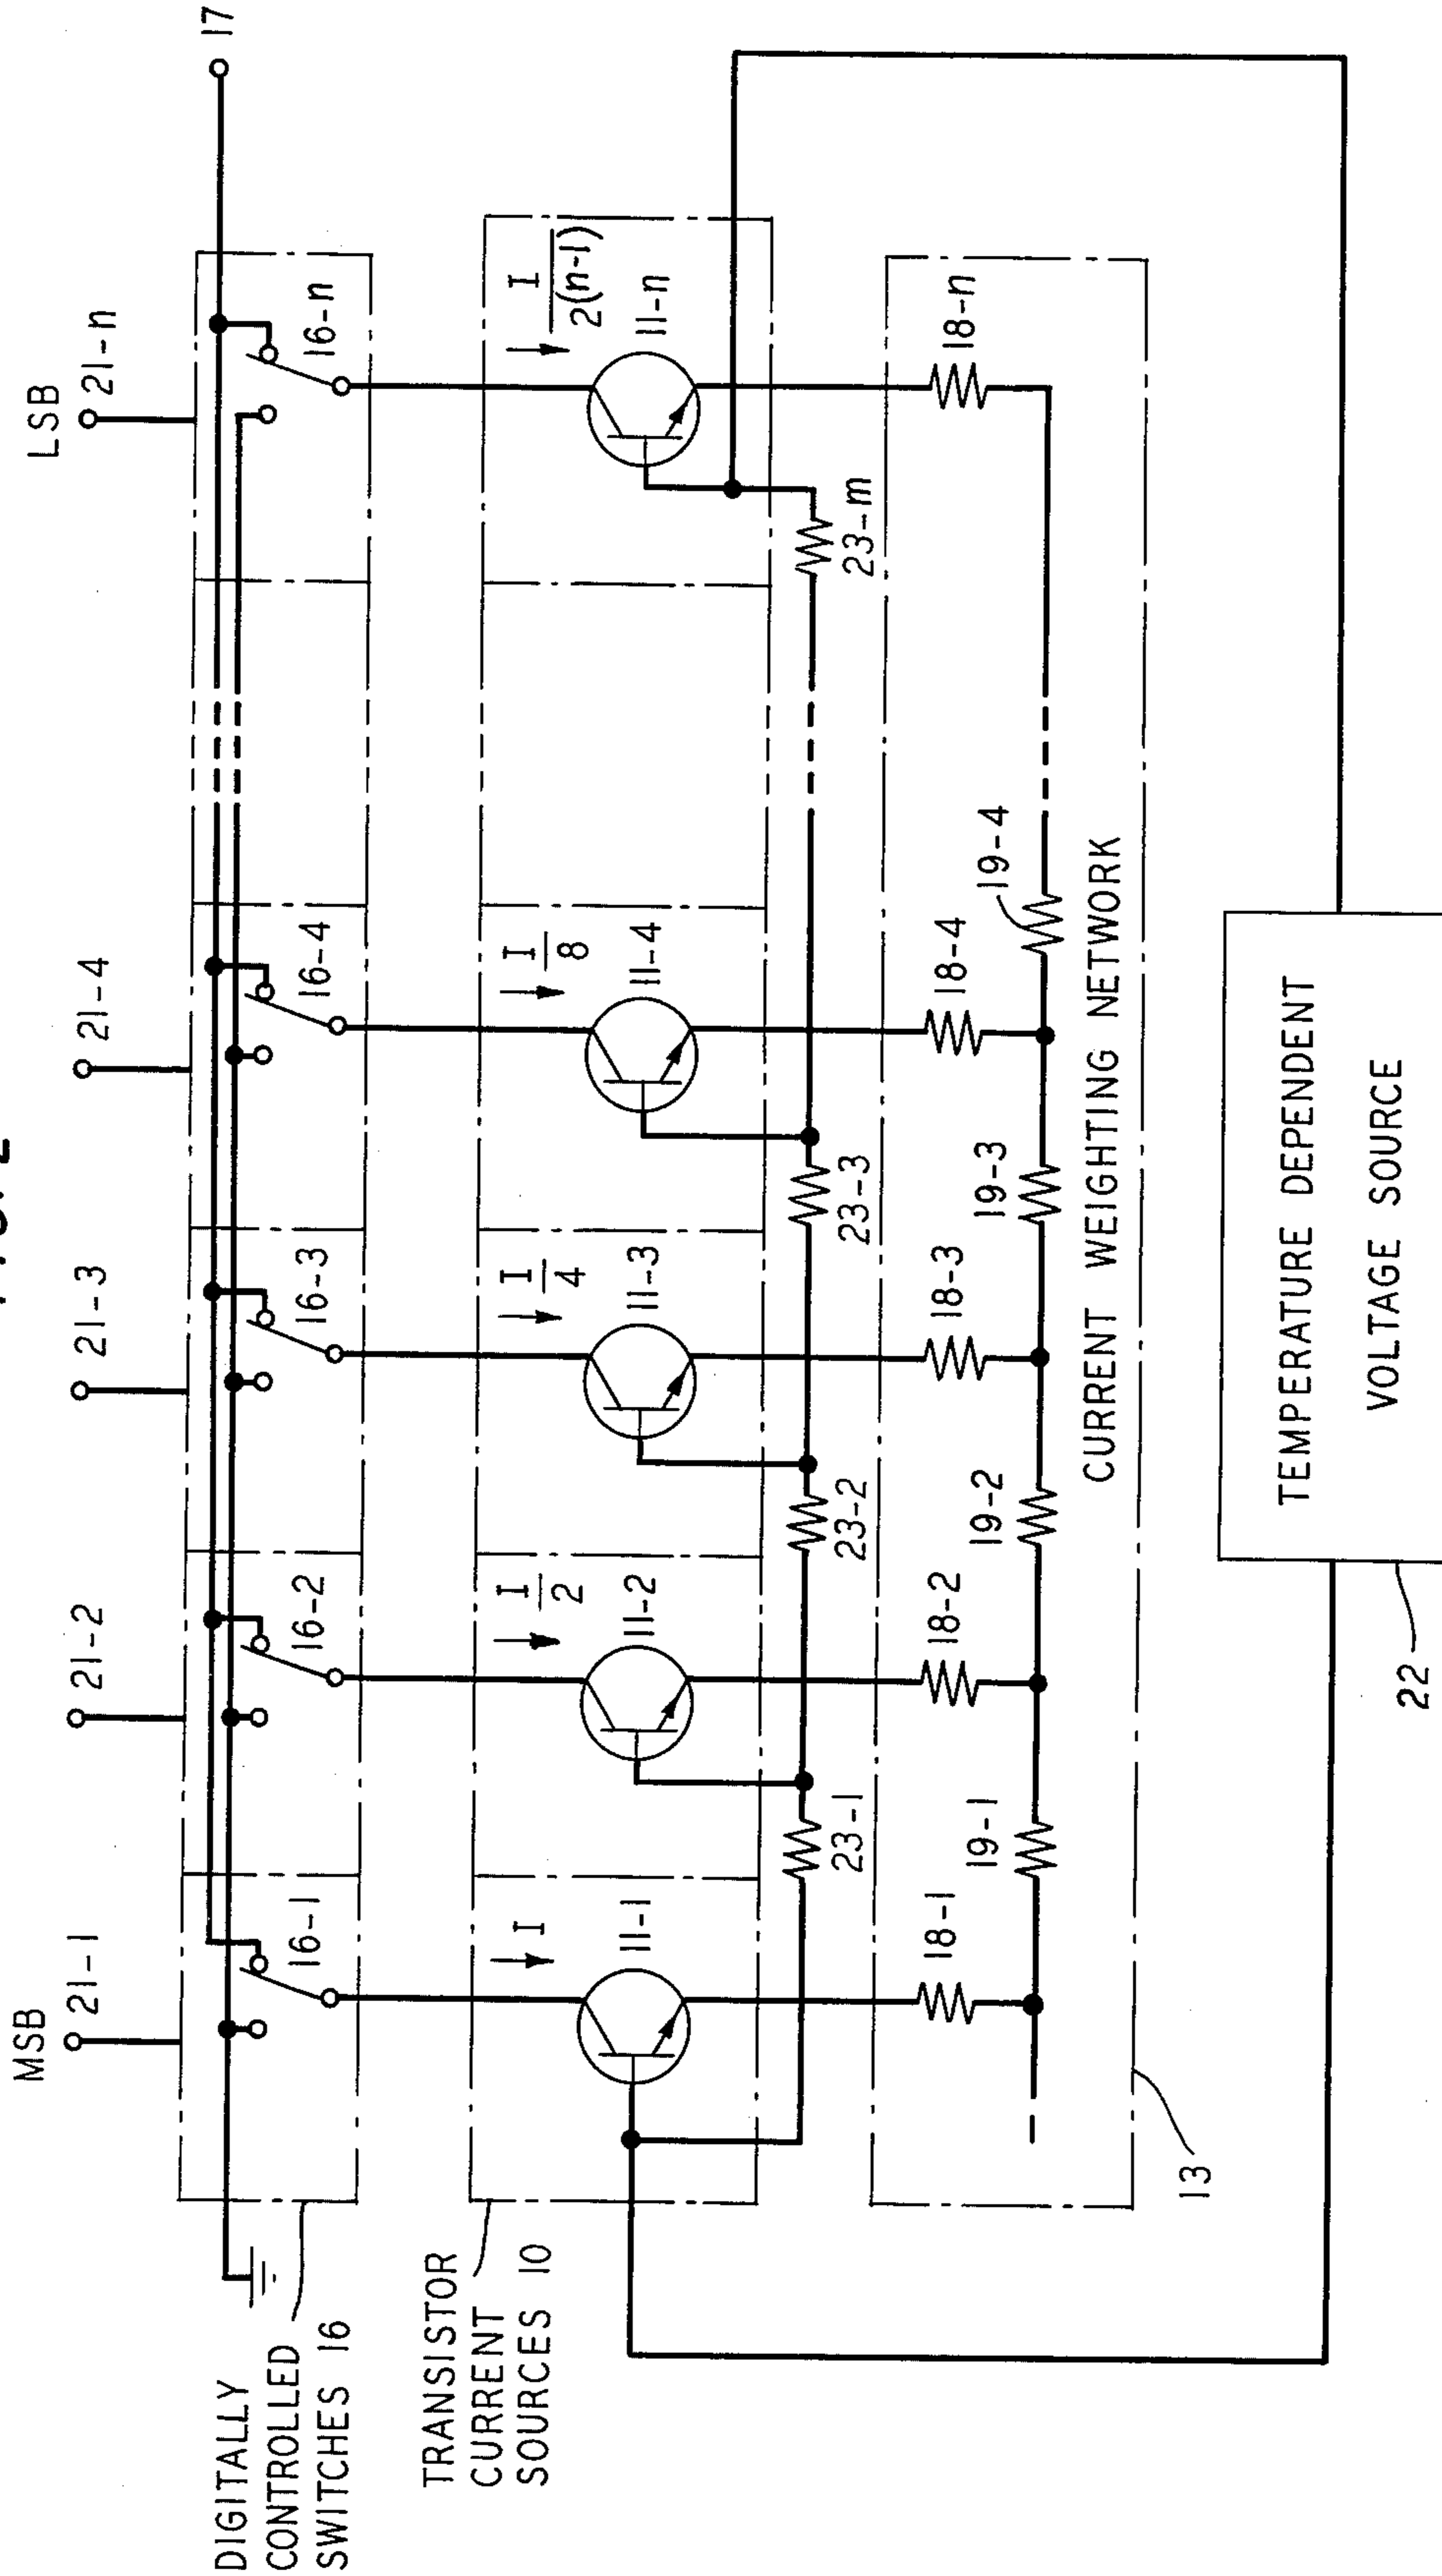 MSB
LSB
21-1
21-2
21-3
21-4
21-n
17
16-1
16-2
16-3
16-4
16-n
DIGITALLY
CONTROLLED
SWITCHES 16
I
I/2
I/4
I/8
I/2(n-1)
11-1
11-2
11-3
11-4
11-n
TRANSISTOR
CURRENT
SOURCES 10
23-1
23-2
23-3
23-m
18-1
18-2
18-3
18-4
18-n
19-1
19-2
19-3
19-4
CURRENT WEIGHTING NETWORK
13
TEMPERATURE DEPENDENT
VOLTAGE SOURCE
22